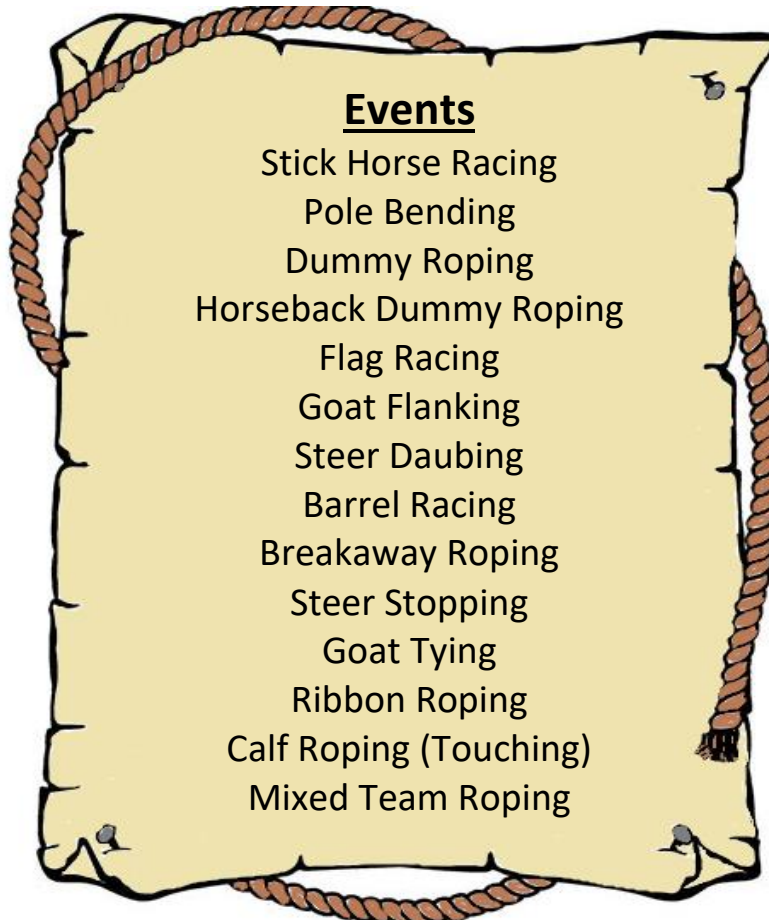 Events
Stick Horse Racing
Pole Bending
Dummy Roping
Horseback Dummy Roping
Flag Racing
Goat Flanking
Steer Daubing
Barrel Racing
Breakaway Roping
Steer Stopping
Goat Tying
Ribbon Roping
Calf Roping (Touching)
Mixed Team Roping